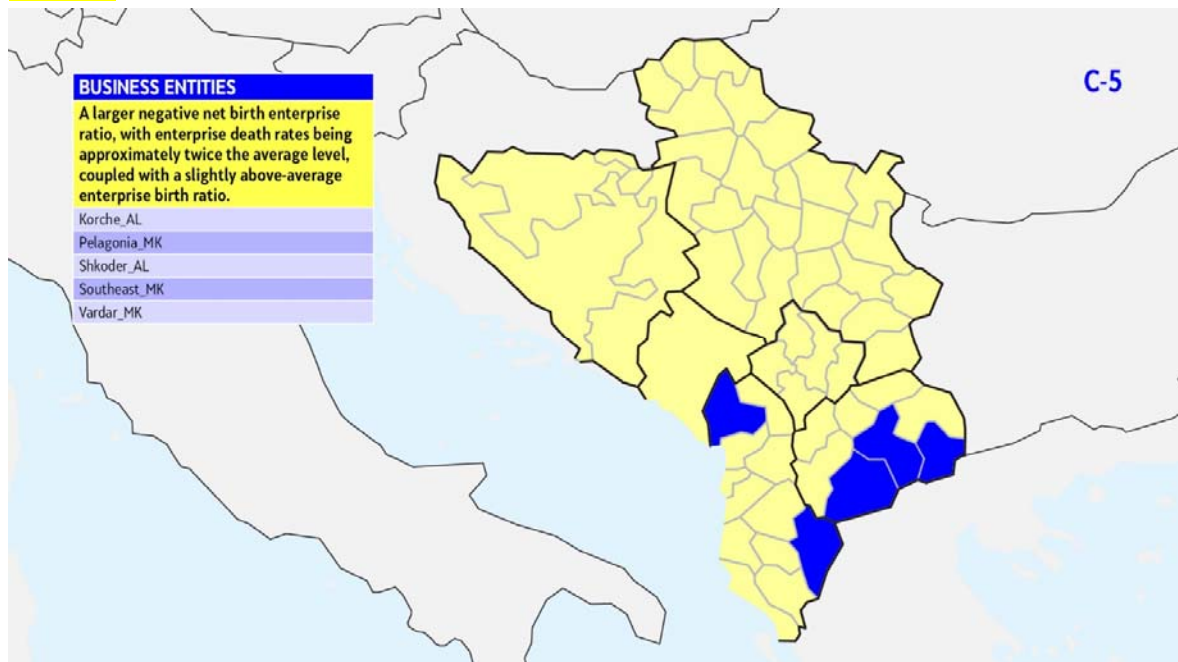 BUSINESS ENTITIES
A larger negative net birth enterprise
ratio, with enterprise death rates being
approximately twice the average level,
coupled with a slightly above-average
enterprise birth ratio.
Korche_AL
Pelagonia_MK
Shkoder_AL
Southeast_MK
Vardar_MK
C-5